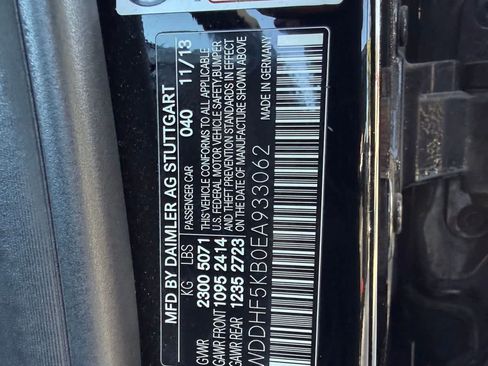 MFD BY DAIMLER AG STUTTGART
PASSENGER CAR 040 11/13
KG LBS
GVWR 2300 5071
GAWR FRONT 1095 2414
GAWR REAR 1235 2723
THIS VEHICLE CONFORMS TO ALL APPLICABLE
U.S. FEDERAL MOTOR VEHICLE SAFETY, BUMPER
AND THEFT PREVENTION STANDARDS IN EFFECT
ON THE DATE OF MANUFACTURE SHOWN ABOVE
WDDHF5KB0EA933062
MADE IN GERMANY